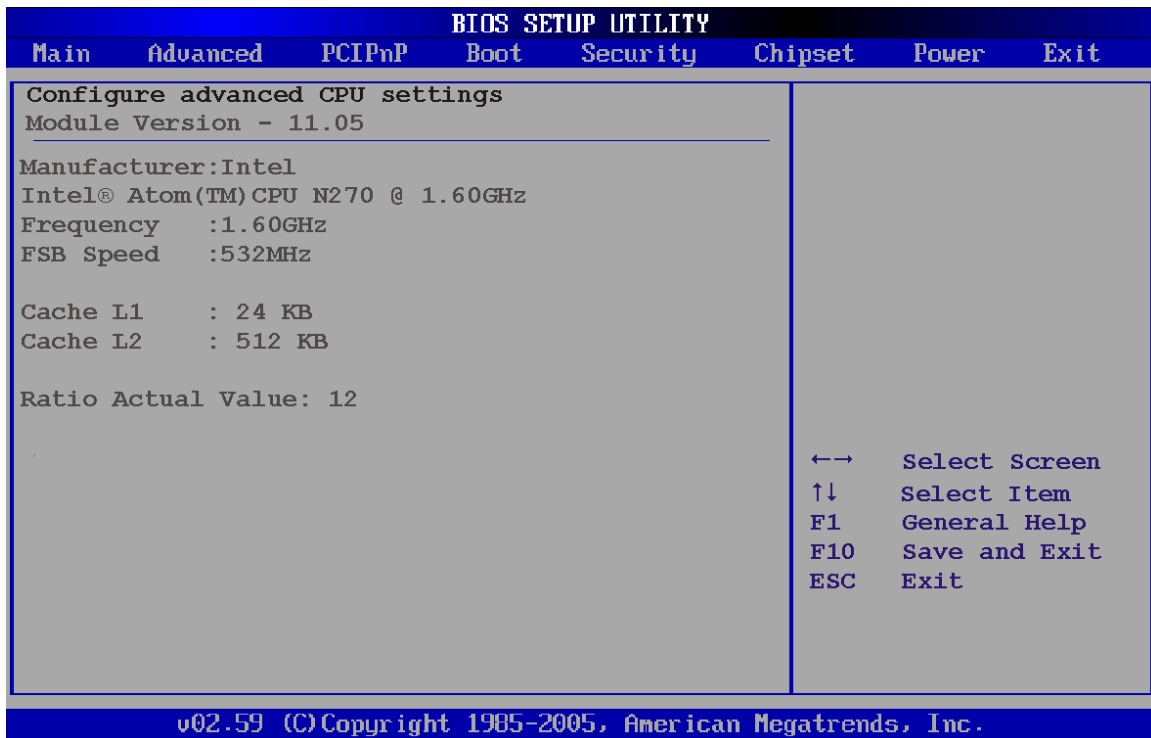 BIOS SETUP UTILITY
Main Advanced PCIPnP Boot Security Chipset Power Exit
Configure advanced CPU settings
Module Version - 11.05
Manufacturer:Intel
Intel® Atom(TM)CPU N270 @ 1.60GHz
Frequency :1.60GHz
FSB Speed :532MHz
Cache L1 : 24 KB
Cache L2 : 512 KB
Ratio Actual Value: 12
←→ Select Screen
↑↓ Select Item
F1 General Help
F10 Save and Exit
ESC Exit
v02.59 (C)Copyright 1985-2005, American Megatrends, Inc.